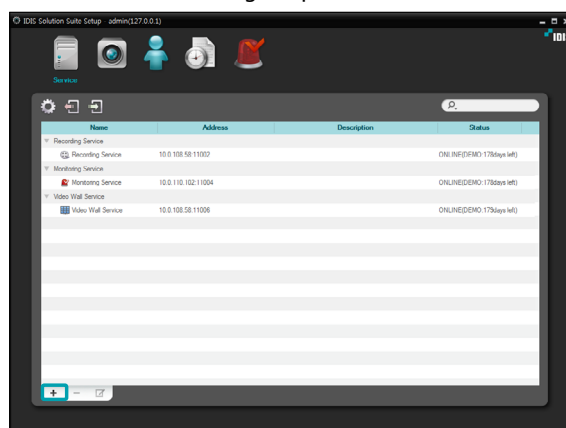 IDIS Solution Suite Setup admin(127.0.0.1)
IDI
Service
Name Address Description Status
Recording Service
Recording Service 10.0.108.58:11002 ONLINE(DEMO:178days left)
Monitoring Service
Monitoring Service 10.0.110.102:11004 ONLINE(DEMO:178days left)
Video Wall Service
Video Wall Service 10.0.108.58:11006 ONLINE(DEMO:179days left)